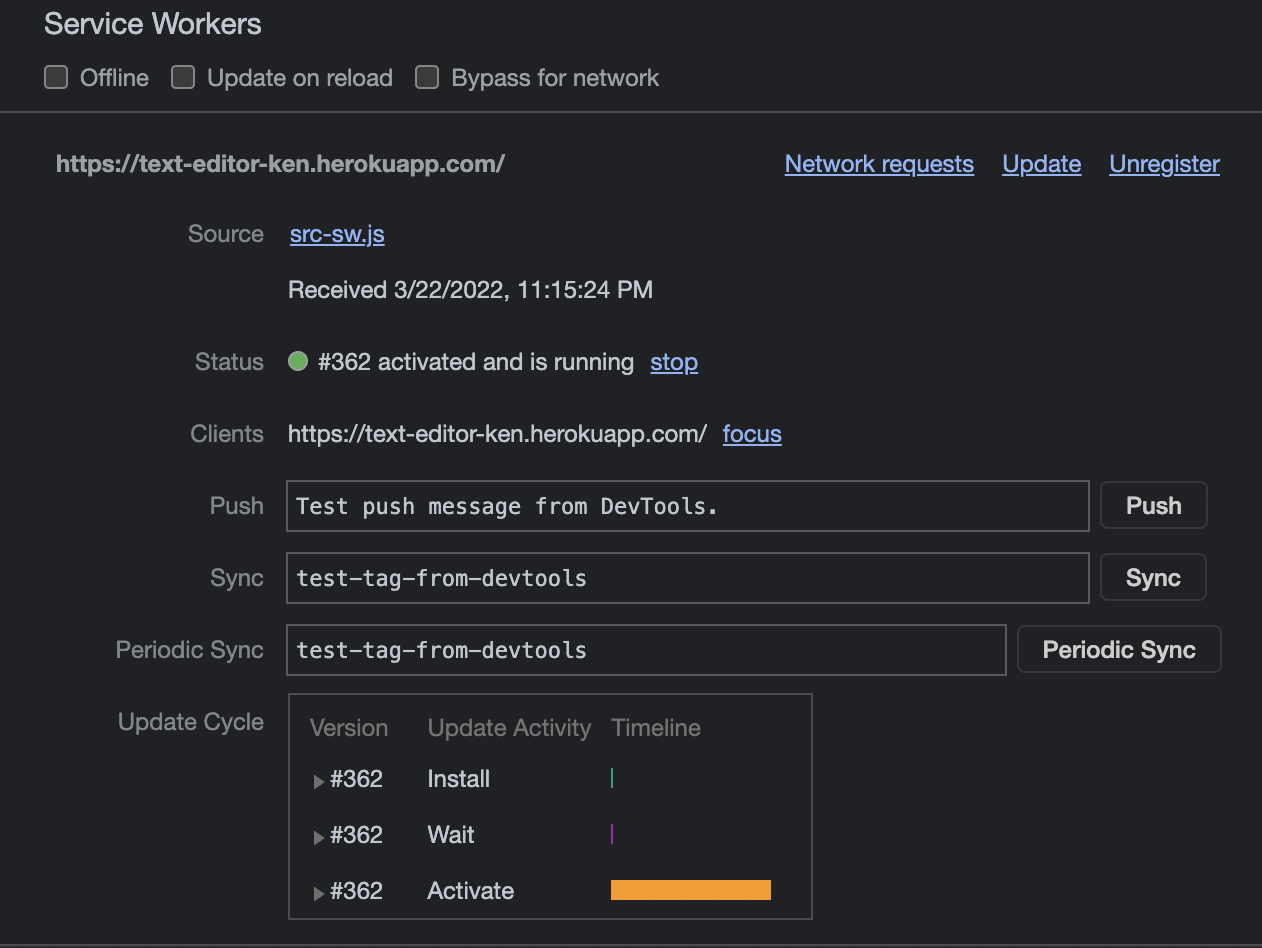 Service Workers
Offline Update on reload Bypass for network
https://text-editor-ken.herokuapp.com/ Network requests Update Unregister
Source src-sw.js
Received 3/22/2022, 11:15:24 PM
Status #362 activated and is running stop
Clients https://text-editor-ken.herokuapp.com/ focus
Push Test push message from DevTools. Push
Sync test-tag-from-devtools Sync
Periodic Sync test-tag-from-devtools Periodic Sync
Update Cycle Version Update Activity Timeline
#362 Install
#362 Wait
#362 Activate